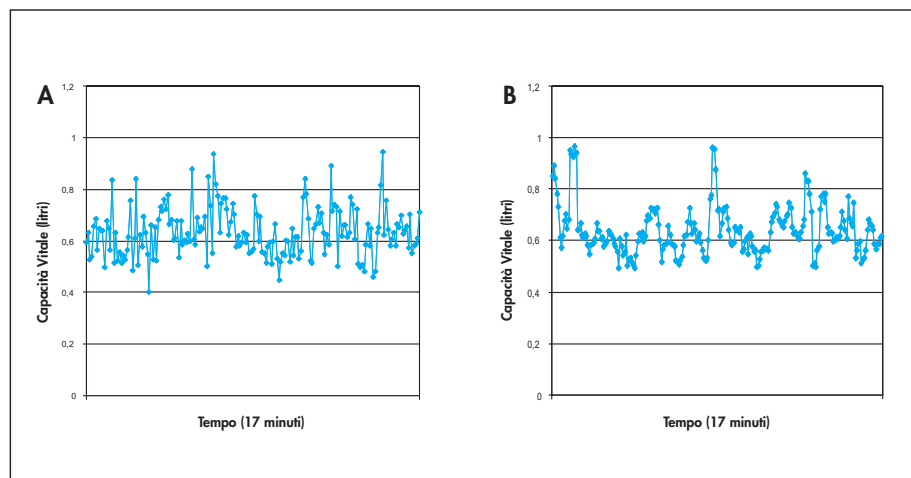 A
1,2
1
0,8
0,6
0,4
0,2
0
Capacità Vitale (litri)
Tempo (17 minuti)
B
1,2
1
0,8
0,6
0,4
0,2
0
Capacità Vitale (litri)
Tempo (17 minuti)